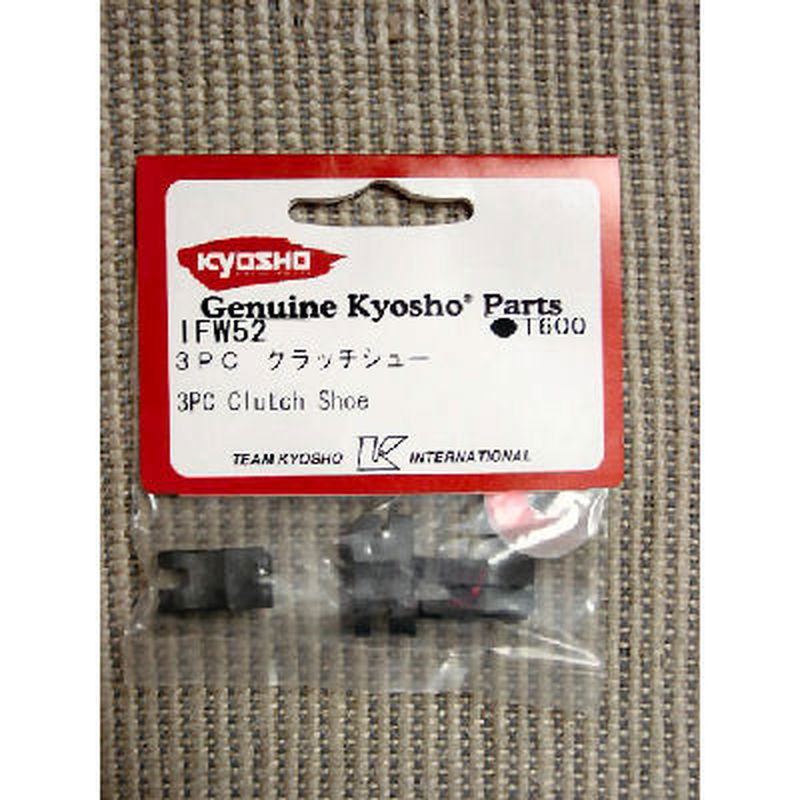 KYOSHO
Genuine Kyosho® Parts
IFW52 ●1600
3PC クラッチシュー
3PC Clutch Shoe
TEAM KYOSHO K INTERNATIONAL